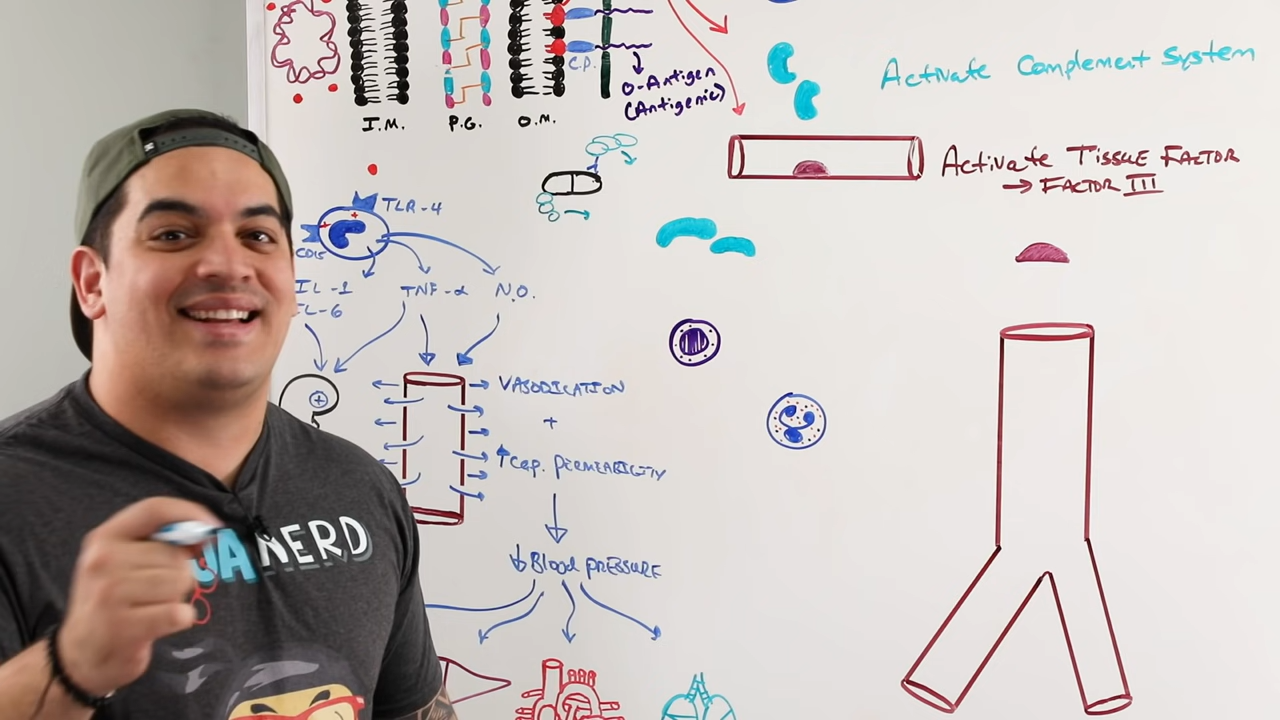 I.M.
P.G.
O.M.
C.P.
O-Antigen
(Antigenic)
Activate Complement System
Activate Tissue Factor
→ Factor III
TLR-4
IL-1
IL-6
TNF-α
N.O.
+
VASODILATION
+
↑ Cap. PERMEABILITY
↓ Blood PRESSURE
NERD